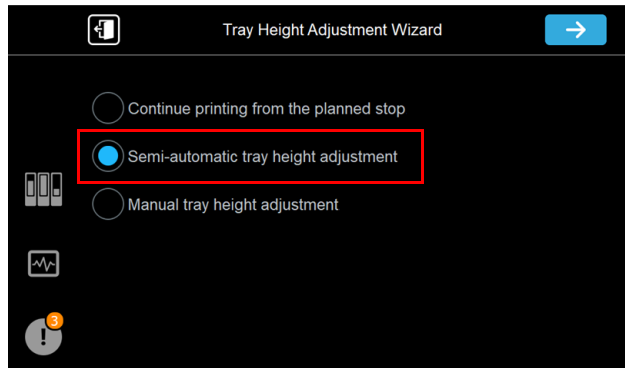 Tray Height Adjustment Wizard
Continue printing from the planned stop
Semi-automatic tray height adjustment
Manual tray height adjustment
3
!